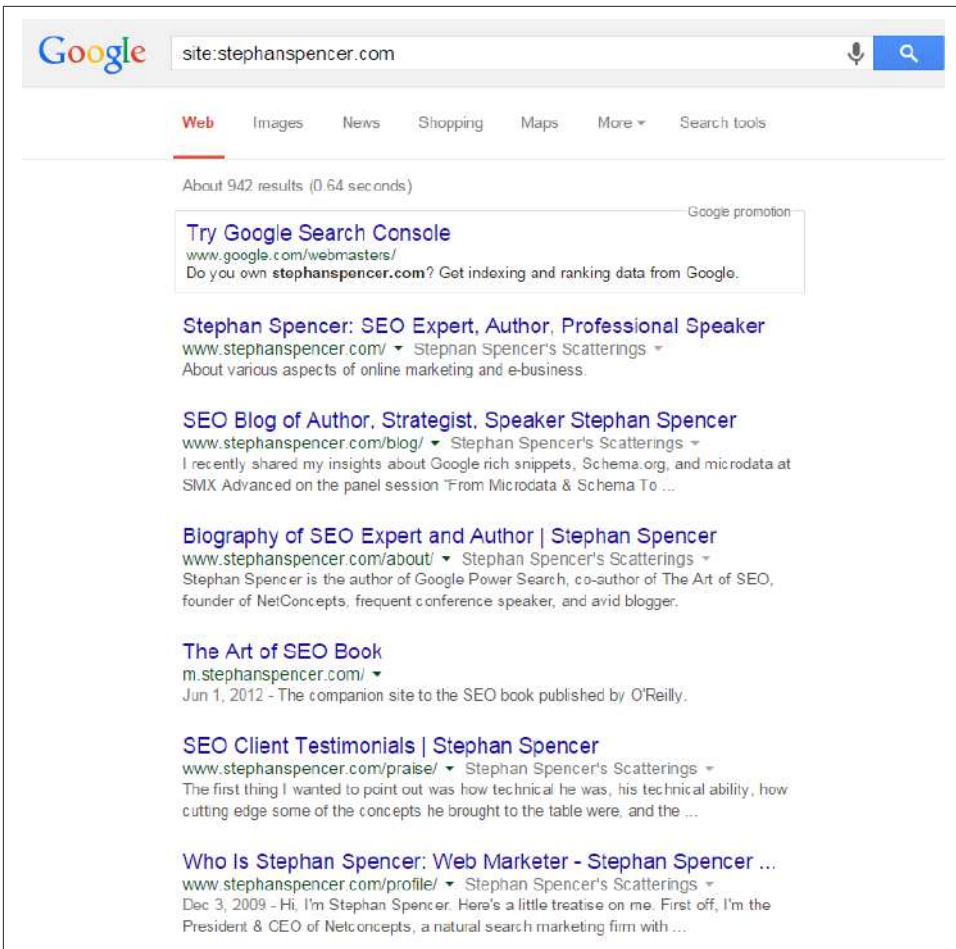 Google site:stephanspencer.com
Web Images News Shopping Maps More Search tools
About 942 results (0.64 seconds)
Google promotion
Try Google Search Console
www.google.com/webmasters/
Do you own stephanspencer.com? Get indexing and ranking data from Google.
Stephan Spencer: SEO Expert, Author, Professional Speaker
www.stephanspencer.com/ Stephan Spencer's Scatterings
About various aspects of online marketing and e-business.
SEO Blog of Author, Strategist, Speaker Stephan Spencer
www.stephanspencer.com/blog/ Stephan Spencer's Scatterings
I recently shared my insights about Google rich snippets, Schema.org, and microdata at
SMX Advanced on the panel session "From Microdata & Schema To ...
Biography of SEO Expert and Author | Stephan Spencer
www.stephanspencer.com/about/ Stephan Spencer's Scatterings
Stephan Spencer is the author of Google Power Search, co-author of The Art of SEO,
founder of NetConcepts, frequent conference speaker, and avid blogger.
The Art of SEO Book
m.stephanspencer.com/
Jun 1, 2012 - The companion site to the SEO book published by O'Reilly.
SEO Client Testimonials | Stephan Spencer
www.stephanspencer.com/praise/ Stephan Spencer's Scatterings
The first thing I wanted to point out was how technical he was, his technical ability, how
cutting edge some of the concepts he brought to the table were, and the ...
Who Is Stephan Spencer: Web Marketer - Stephan Spencer ...
www.stephanspencer.com/profile/ Stephan Spencer's Scatterings
Dec 3, 2009 - Hi, I'm Stephan Spencer. Here's a little treatise on me. First off, I'm the
President & CEO of Netconcepts, a natural search marketing firm with ...